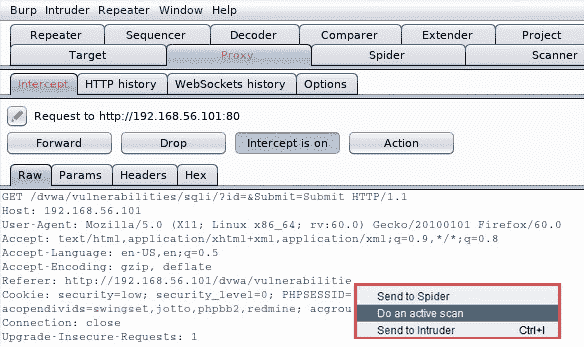 Burp Intruder Repeater Window Help
Repeater Sequencer Decoder Comparer Extender Project
Target Proxy Spider Scanner
Intercept HTTP history WebSockets history Options
Request to http://192.168.56.101:80
Forward Drop Intercept is on Action
Raw Params Headers Hex
GET /dvwa/vulnerabilities/sqli/?id=&Submit=Submit HTTP/1.1
Host: 192.168.56.101
User-Agent: Mozilla/5.0 (X11; Linux x86_64; rv:60.0) Gecko/20100101 Firefox/60.0
Accept: text/html,application/xhtml+xml,application/xml;q=0.9,*/*;q=0.8
Accept-Language: en-US,en;q=0.5
Accept-Encoding: gzip, deflate
Referer: http://192.168.56.101/dvwa/vulnerabilitie
Cookie: security=low; security_level=0; PHPSESSID=
acopendivids=swingset,jotto,phpbb2,redmine; acgrou
Connection: close
Upgrade-Insecure-Requests: 1
Send to Spider
Do an active scan
Send to Intruder Ctrl+I